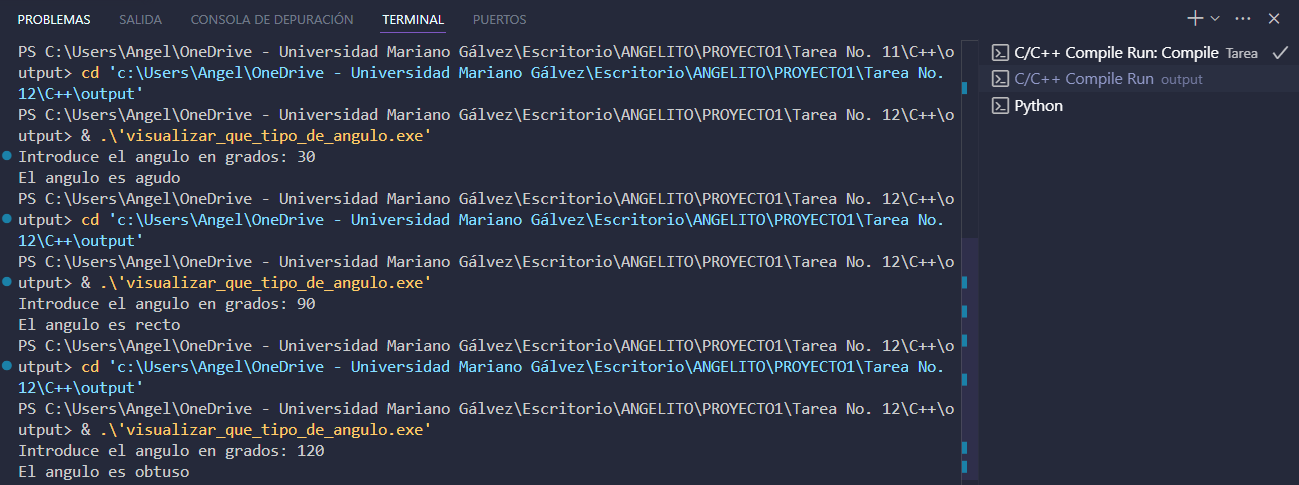 PROBLEMAS SALIDA CONSOLA DE DEPURACIÓN TERMINAL PUERTOS
PS C:\Users\Angel\OneDrive - Universidad Mariano Gálvez\Escritorio\ANGELITO\PROYECTO1\Tarea No. 11\C++\o
utput> cd 'c:\Users\Angel\OneDrive - Universidad Mariano Gálvez\Escritorio\ANGELITO\PROYECTO1\Tarea No.
12\C++\output'
PS C:\Users\Angel\OneDrive - Universidad Mariano Gálvez\Escritorio\ANGELITO\PROYECTO1\Tarea No. 12\C++\o
utput> & .\'visualizar_que_tipo_de_angulo.exe'
Introduce el angulo en grados: 30
El angulo es agudo
PS C:\Users\Angel\OneDrive - Universidad Mariano Gálvez\Escritorio\ANGELITO\PROYECTO1\Tarea No. 12\C++\o
utput> cd 'c:\Users\Angel\OneDrive - Universidad Mariano Gálvez\Escritorio\ANGELITO\PROYECTO1\Tarea No.
12\C++\output'
PS C:\Users\Angel\OneDrive - Universidad Mariano Gálvez\Escritorio\ANGELITO\PROYECTO1\Tarea No. 12\C++\o
utput> & .\'visualizar_que_tipo_de_angulo.exe'
Introduce el angulo en grados: 90
El angulo es recto
PS C:\Users\Angel\OneDrive - Universidad Mariano Gálvez\Escritorio\ANGELITO\PROYECTO1\Tarea No. 12\C++\o
utput> cd 'c:\Users\Angel\OneDrive - Universidad Mariano Gálvez\Escritorio\ANGELITO\PROYECTO1\Tarea No.
12\C++\output'
PS C:\Users\Angel\OneDrive - Universidad Mariano Gálvez\Escritorio\ANGELITO\PROYECTO1\Tarea No. 12\C++\o
utput> & .\'visualizar_que_tipo_de_angulo.exe'
Introduce el angulo en grados: 120
El angulo es obtuso
C/C++ Compile Run: Compile Tarea
C/C++ Compile Run output
Python